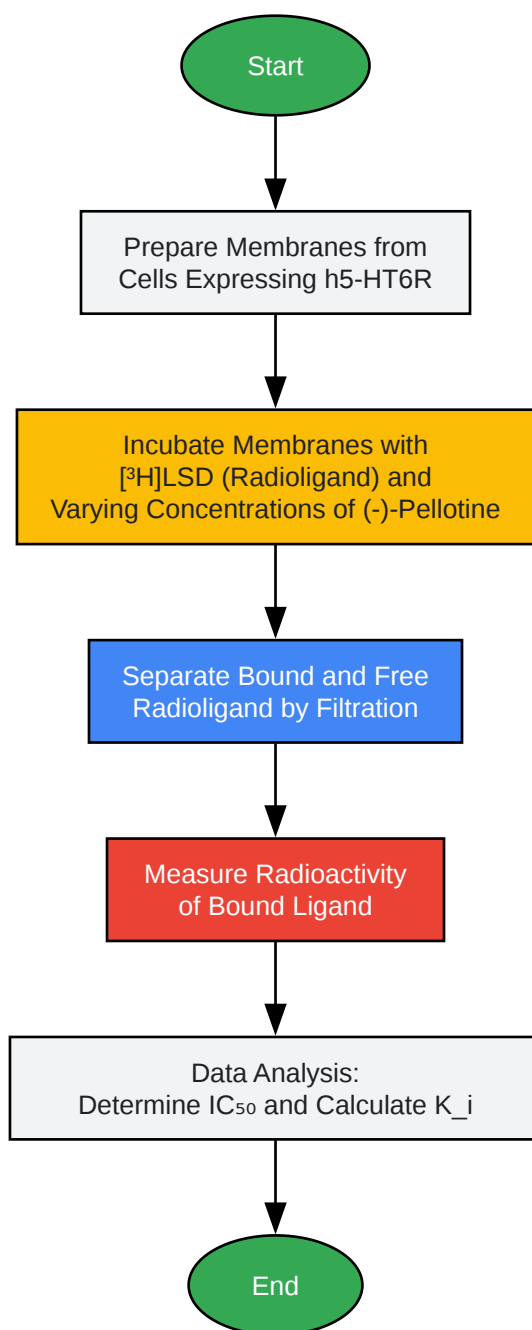 Start
Prepare Membranes from
Cells Expressing h5-HT6R
Incubate Membranes with
[³H]LSD (Radioligand) and
Varying Concentrations of (-)-Pellotine
Separate Bound and Free
Radioligand by Filtration
Measure Radioactivity
of Bound Ligand
Data Analysis:
Determine IC₅₀ and Calculate K_i
End